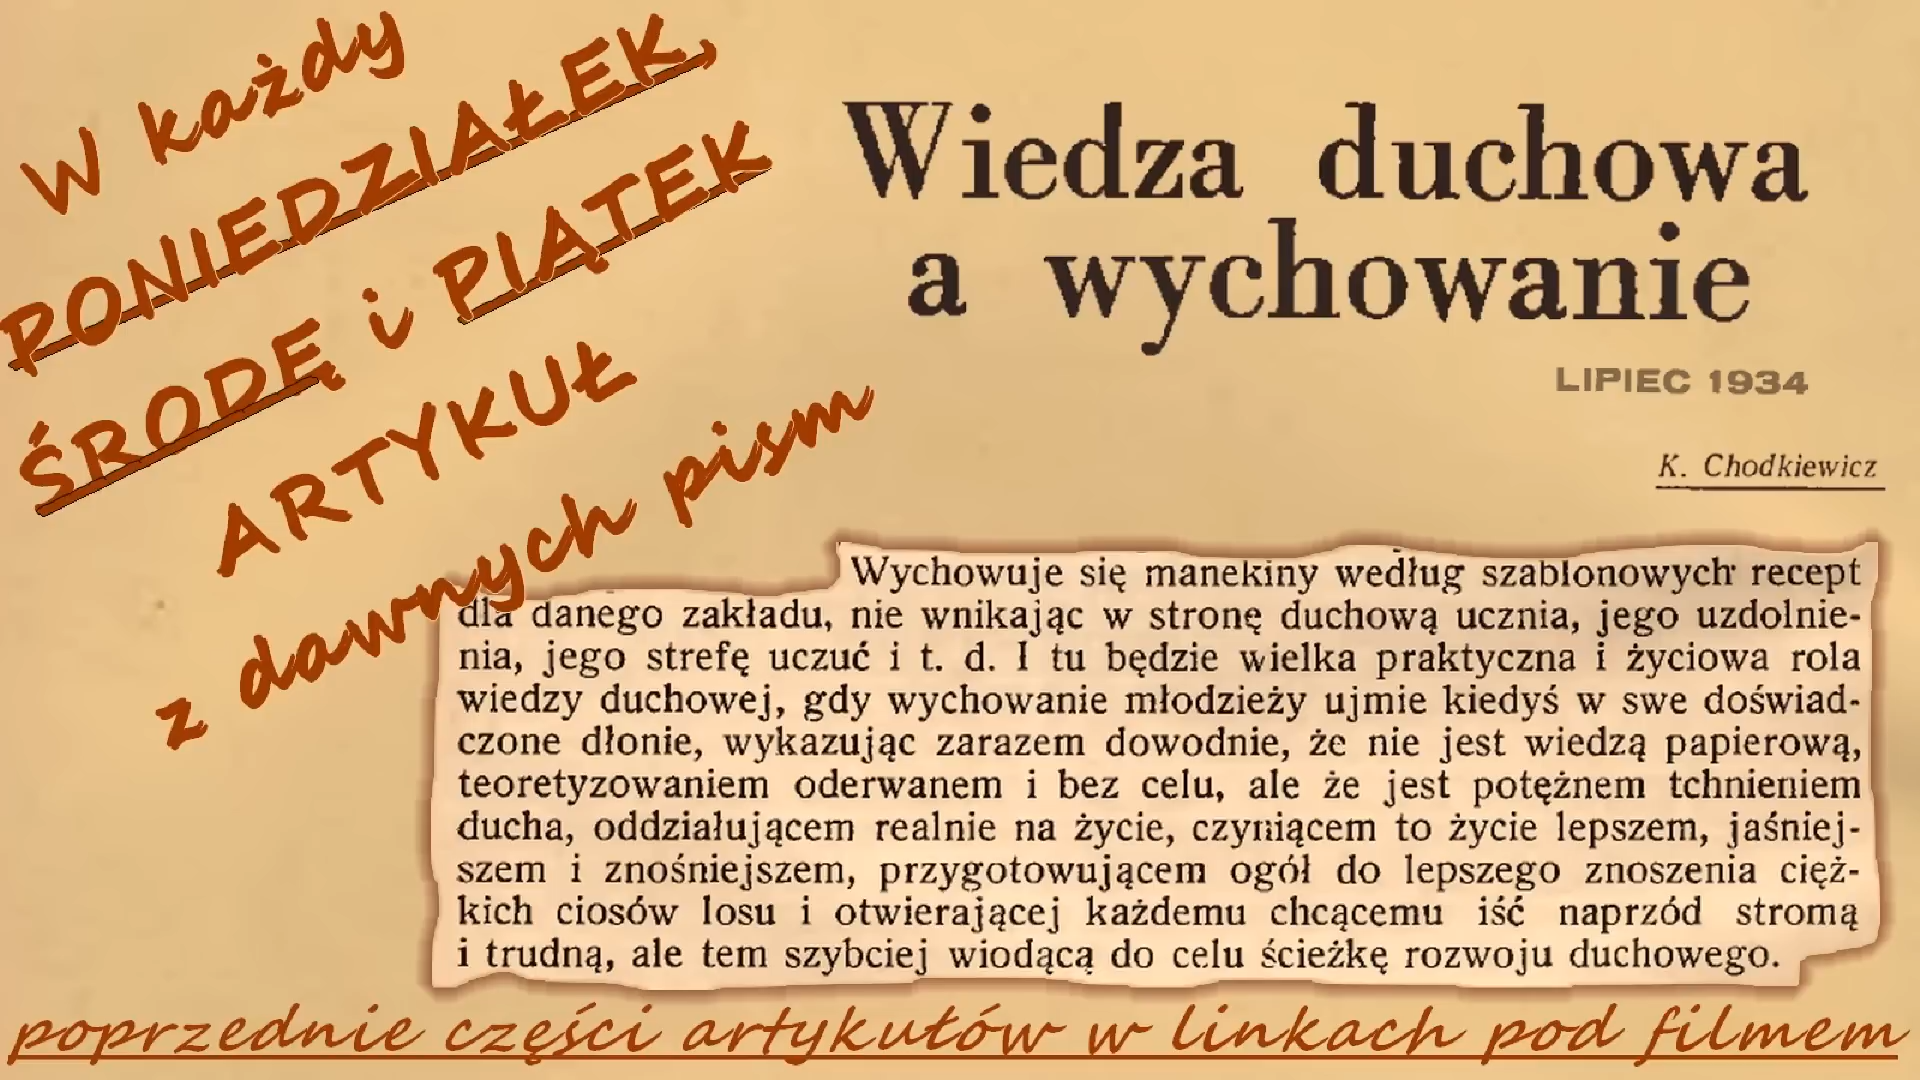 W każdy
PONIEDZIAŁEK,
ŚRODĘ i PIĄTEK
ARTYKUŁ
z dawnych pism
Wiedza duchowa
a wychowanie
LIPIEC 1934
K. Chodkiewicz
Wychowuje się manekiny według szablonowych recept
dla danego zakładu, nie wnikając w stronę duchową ucznia, jego uzdolnie-
nia, jego strefę uczuć i t. d. I tu będzie wielka praktyczna i życiowa rola
wiedzy duchowej, gdy wychowanie młodzieży ujmie kiedyś w swe doświad-
czone dłonie, wykazując zarazem dowodnie, że nie jest wiedzą papierową,
teoretyzowaniem oderwanem i bez celu, ale że jest potężnem tchnieniem
ducha, oddziałującem realnie na życie, czyniącem to życie lepszem, jaśniej-
szem i znośniejszem, przygotowującem ogół do lepszego znoszenia cięż-
kich ciosów losu i otwierającej każdemu chcącemu iść naprzód stromą
i trudną, ale tem szybciej wiodącą do celu ścieżkę rozwoju duchowego.
poprzednie części artykułów w linkach pod filmem